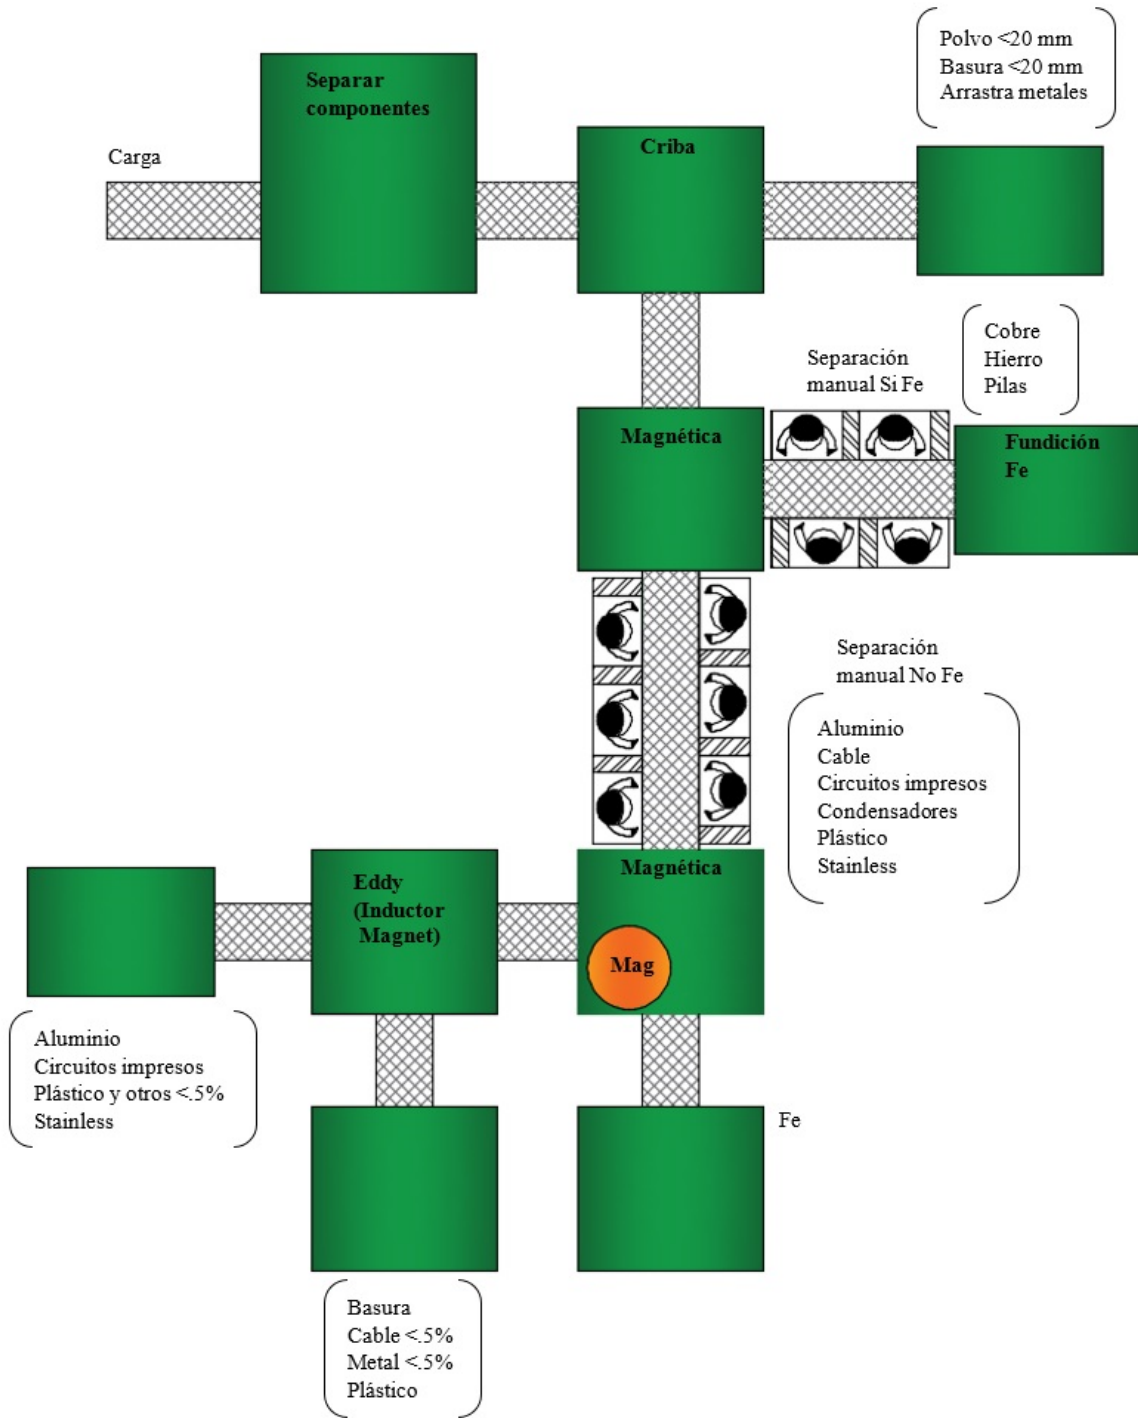 Polvo <20 mm
Basura <20 mm
Arrastra metales
Separar
componentes
Carga
Criba
Cobre
Hierro
Pilas
Separación
manual Si Fe
Magnética
Fundición
Fe
Separación
manual No Fe
Aluminio
Cable
Circuitos impresos
Condensadores
Plástico
Stainless
Magnética
Mag
Eddy
(Inductor
Magnet)
Aluminio
Circuitos impresos
Plástico y otros <.5%
Stainless
Fe
Basura
Cable <.5%
Metal <.5%
Plástico